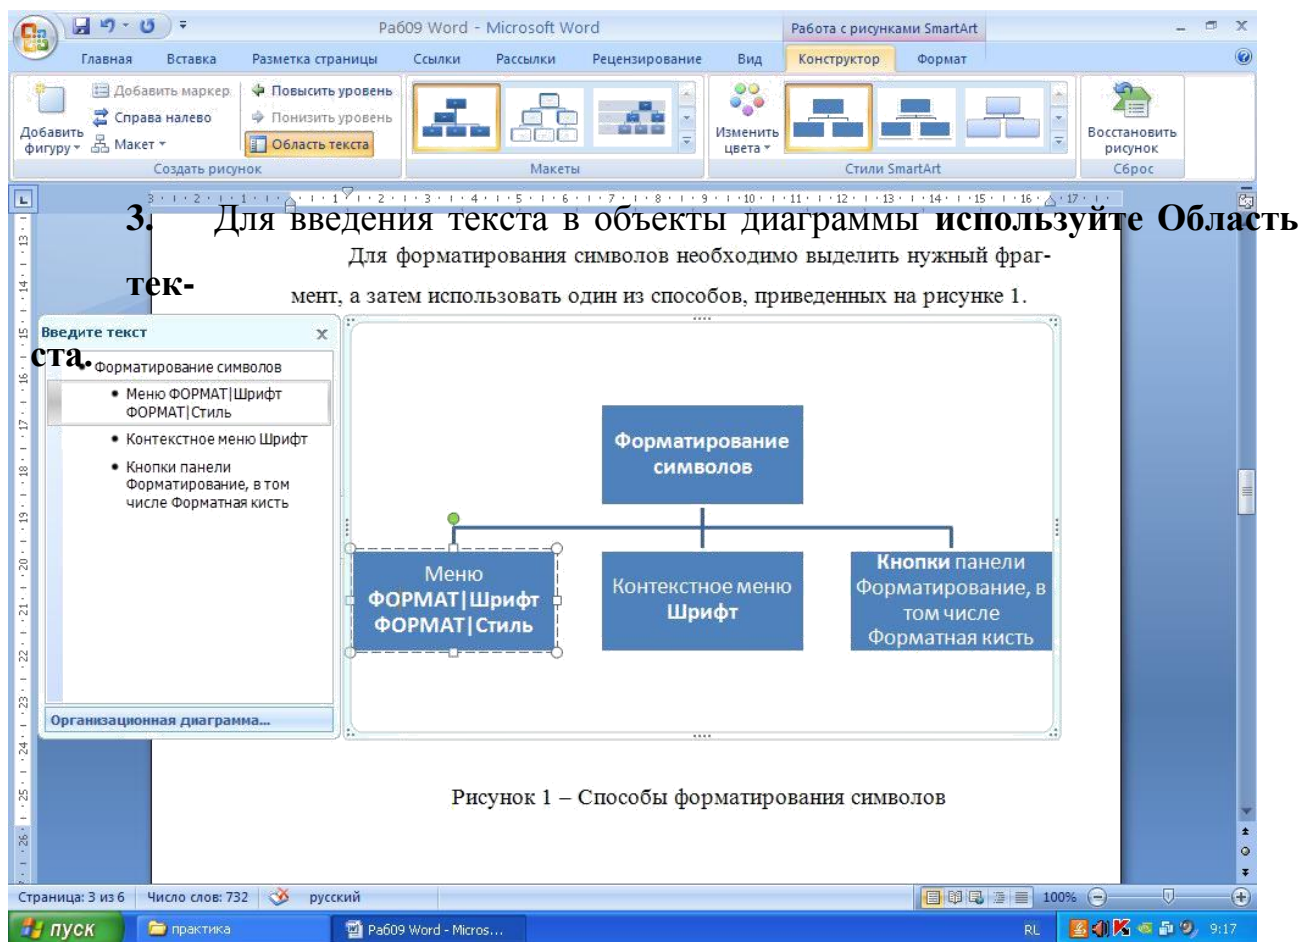 Ра609 Word - Microsoft Word
Работа с рисунками SmartArt
Главная Вставка Разметка страницы Ссылки Рассылки Рецензирование Вид Конструктор Формат
Добавить фигуру
Добавить маркер
Справа налево
Макет
Повысить уровень
Понизить уровень
Область текста
Создать рисунок
Макеты
Изменить цвета
Стили SmartArt
Восстановить рисунок
Сброс
3. Для введения текста в объекты диаграммы используйте Область
тек-
ста.
Для форматирования символов необходимо выделить нужный фраг-
мент, а затем использовать один из способов, приведенных на рисунке 1.
Введите текст
Форматирование символов
Меню ФОРМАТ|Шрифт
ФОРМАТ|Стиль
Контекстное меню Шрифт
Кнопки панели
Форматирование, в том
числе Форматная кисть
Организационная диаграмма...
Форматирование
символов
Меню
ФОРМАТ|Шрифт
ФОРМАТ|Стиль
Контекстное меню
Шрифт
Кнопки панели
Форматирование, в
том числе
Форматная кисть
Рисунок 1 – Способы форматирования символов
Страница: 3 из 6 Число слов: 732 русский 100%
пуск практика Ра609 Word - Micros... RL 9:17